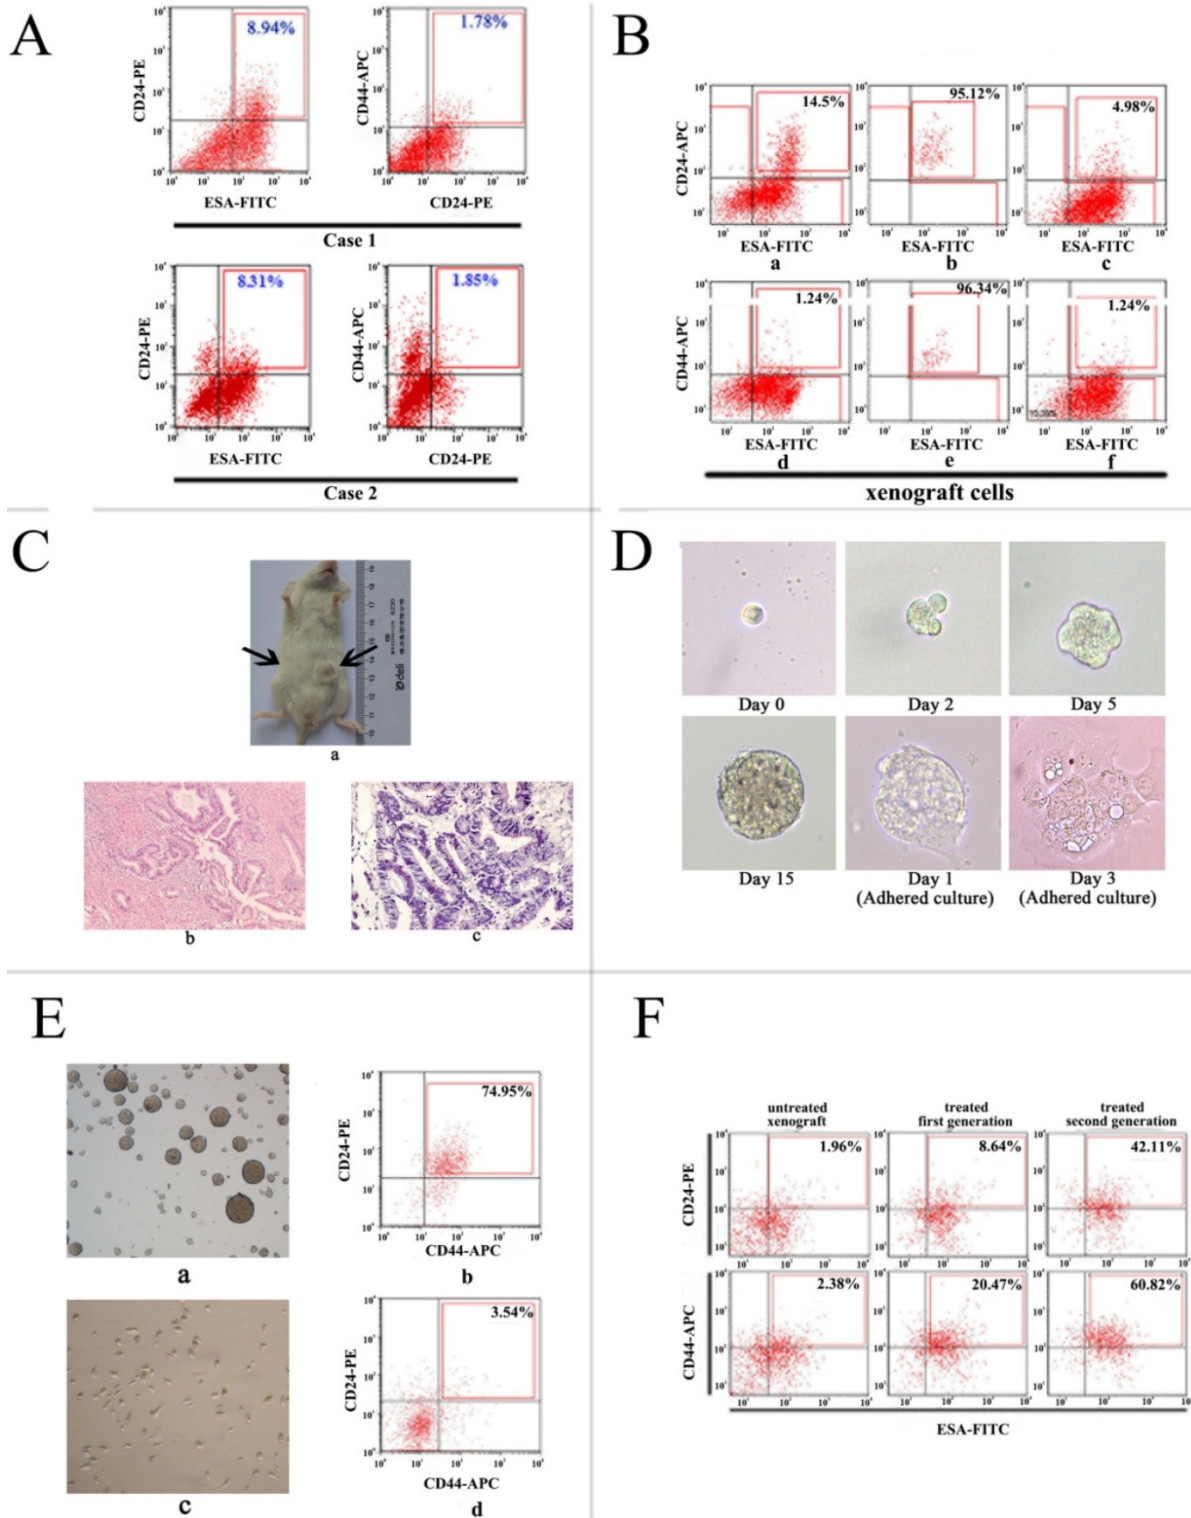 A
8.94%
1.78%
CD24-PE
CD44-APC
ESA-FITC
CD24-PE
Case 1
8.31%
1.85%
CD24-PE
CD44-APC
ESA-FITC
CD24-PE
Case 2
B
14.5%
95.12%
4.98%
CD24-APC
ESA-FITC
ESA-FITC
ESA-FITC
a
b
c
1.24%
96.34%
1.24%
CD44-APC
ESA-FITC
ESA-FITC
ESA-FITC
d
e
f
xenograft cells
C
deli
a
b
c
D
Day 0
Day 2
Day 5
Day 15
Day 1
(Adhered culture)
Day 3
(Adhered culture)
E
a
74.95%
CD24-PE
CD44-APC
b
c
3.54%
CD24-PE
CD44-APC
d
F
untreated
xenograft
treated
first generation
treated
second generation
1.96%
8.64%
42.11%
CD24-PE
2.38%
20.47%
60.82%
CD44-APC
ESA-FITC